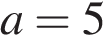 a = 5